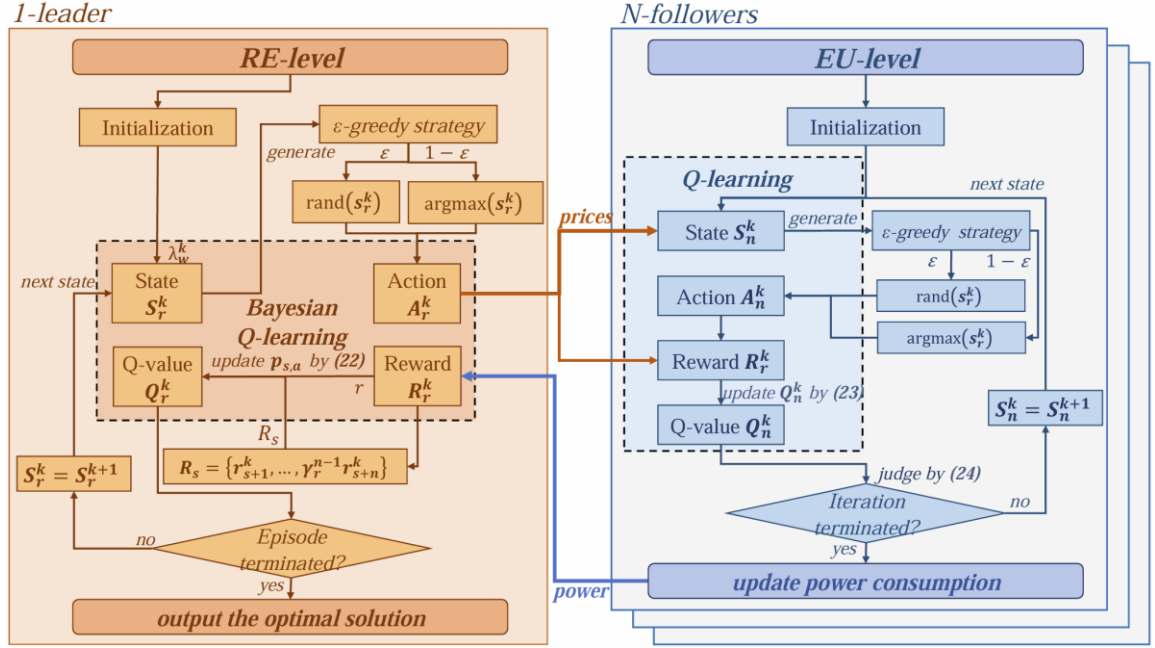 1-leader
RE-level
Initialization
ε-greedy strategy
generate
ε
1 − ε
rand(s_r^k)
argmax(s_r^k)
λ_w^k
next state
State
S_r^k
Action
A_r^k
Bayesian
Q-learning
Q-value
Q_r^k
update p_{s,a} by (22)
r
Reward
R_r^k
R_s
R_s = {r_{s+1}^k, …, γ_r^{n−1} r_{s+n}^k}
S_r^k = S_r^{k+1}
no
Episode
terminated?
yes
output the optimal solution
prices
power
N-followers
EU-level
Initialization
Q-learning
next state
State S_n^k
generate
ε-greedy strategy
ε
1 − ε
Action A_n^k
rand(s_r^k)
argmax(s_r^k)
Reward R_r^k
update Q_n^k by (23)
Q-value Q_n^k
S_n^k = S_n^{k+1}
judge by (24)
Iteration
terminated?
no
yes
update power consumption